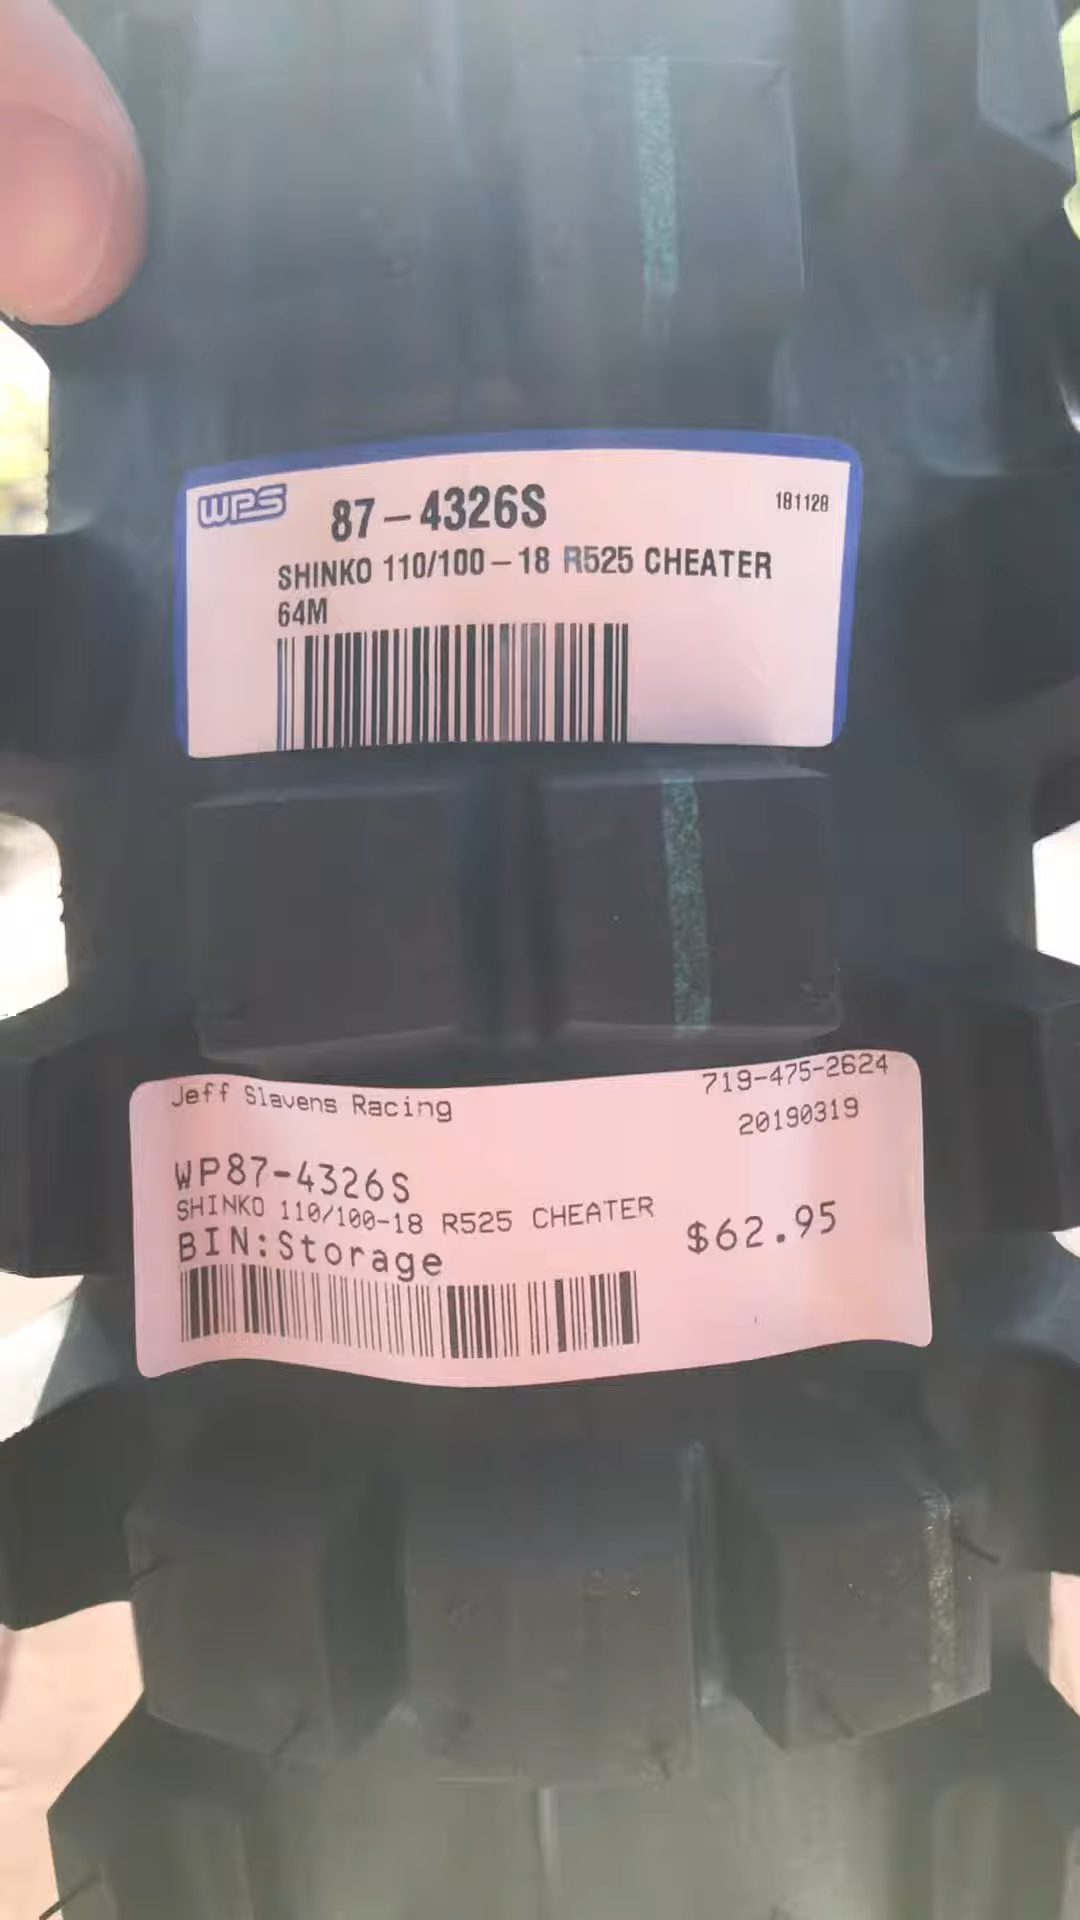 WPS 87-4326S 181128
SHINKO 110/100-18 R525 CHEATER
64M
Jeff Slavens Racing 719-475-2624
20190319
WP87-4326S
SHINKO 110/100-18 R525 CHEATER
$62.95
BIN:Storage